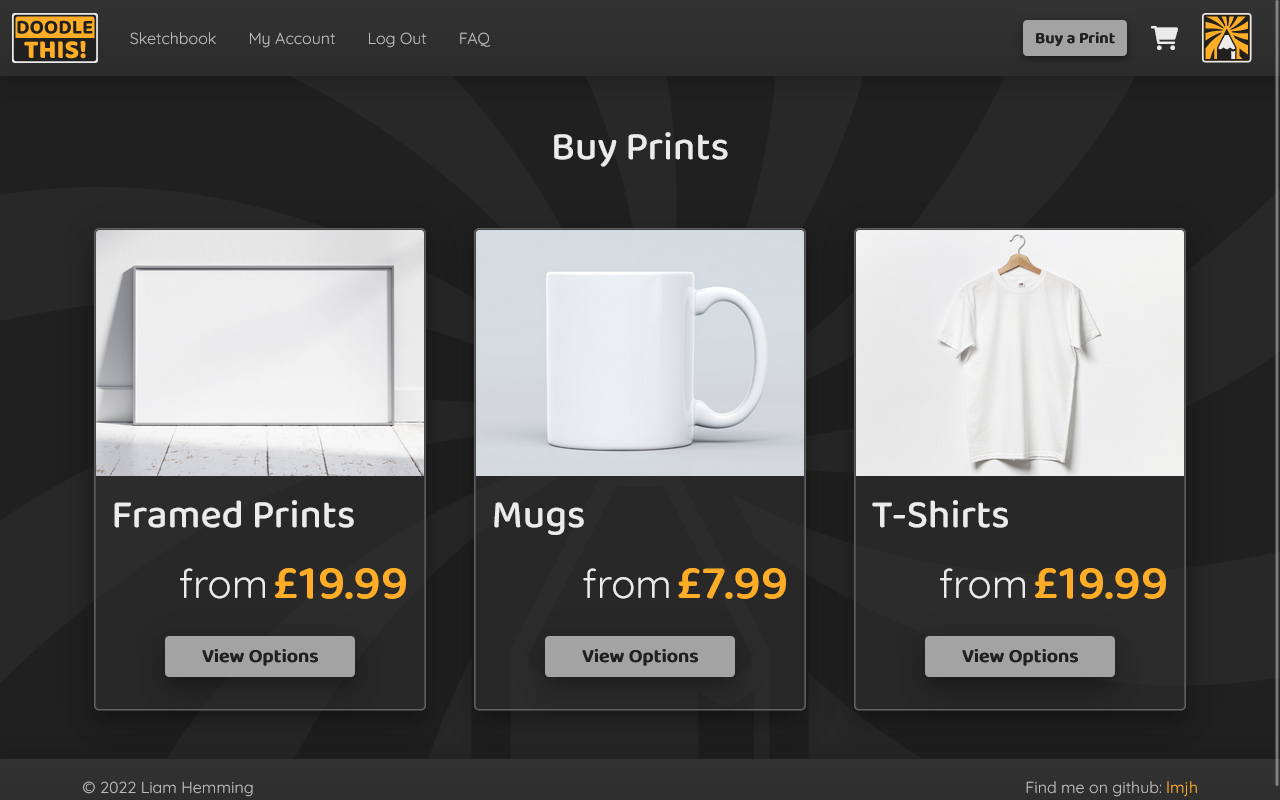 DOODLE
THIS!
Sketchbook
My Account
Log Out
FAQ
Buy a Print
Buy Prints
Framed Prints
from £19.99
View Options
Mugs
from £7.99
View Options
T-Shirts
from £19.99
View Options
© 2022 Liam Hemming
Find me on github: lmjh